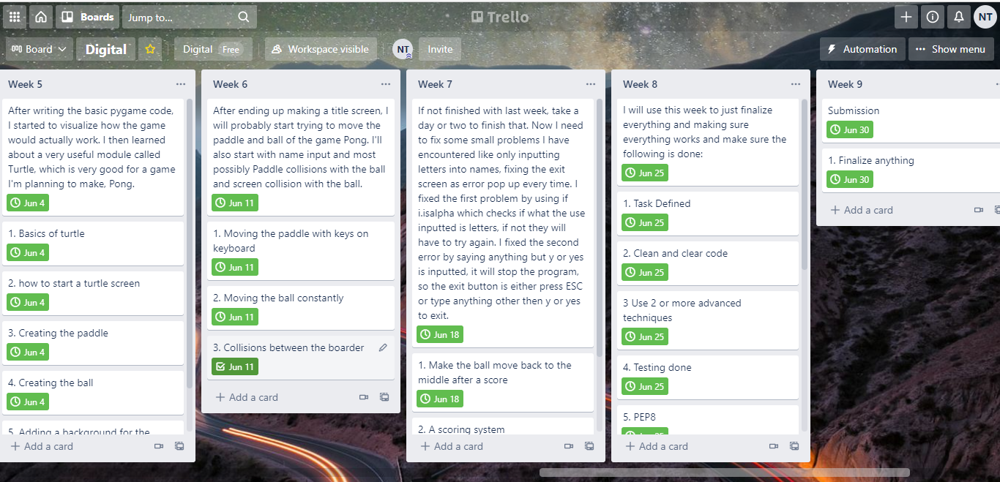 Boards
Jump to...
Trello
NT
Board
Digital
Digital Free
Workspace visible
NT
Invite
Automation
Show menu
Week 5
After writing the basic pygame code,
I started to visualize how the game
would actually work. I then learned
about a very useful module called
Turtle, which is very good for a game
I'm planning to make, Pong.
Jun 4
1. Basics of turtle
Jun 4
2. how to start a turtle screen
Jun 4
3. Creating the paddle
Jun 4
4. Creating the ball
Jun 4
5. Adding a background for the
Add a card
Week 6
After ending up making a title screen, I
will probably start trying to move the
paddle and ball of the game Pong. I'll
also start with name input and most
possibly Paddle collisions with the ball
and screen collision with the ball.
Jun 11
1. Moving the paddle with keys on
keyboard
Jun 11
2. Moving the ball constantly
Jun 11
3. Collisions between the boarder
Jun 11
Add a card
Week 7
If not finished with last week, take a
day or two to finish that. Now I need
to fix some small problems I have
encountered like only inputting
letters into names, fixing the exit
screen as error pop up every time. I
fixed the first problem by using if
i.isalpha which checks if what the use
inputted is letters, if not they will
have to try again. I fixed the second
error by saying anything but y or yes
is inputted, it will stop the program,
so the exit button is either press ESC
or type anything other then y or yes
to exit.
Jun 18
1. Make the ball move back to the
middle after a score
Jun 18
2. A scoring system
Add a card
Week 8
I will use this week to just finalize
everything and making sure
everything works and make sure the
following is done:
Jun 25
1. Task Defined
Jun 25
2. Clean and clear code
Jun 25
3 Use 2 or more advanced
techniques
Jun 25
4. Testing done
Jun 25
5. PEP8
Jun 25
Add a card
Week 9
Submission
Jun 30
1. Finalize anything
Jun 30
Add a card